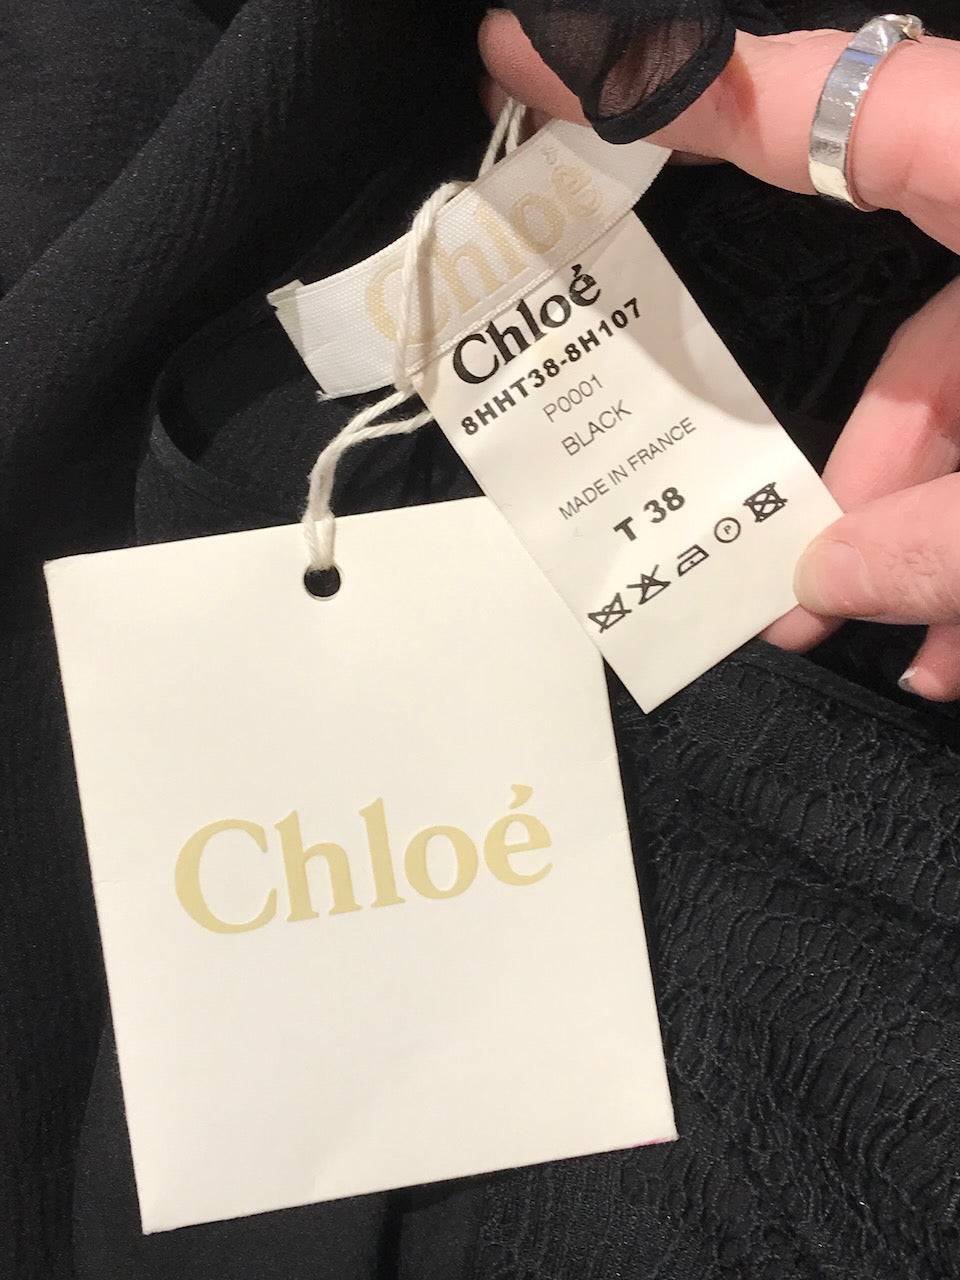 Chloé
Chloé
8HHT38-8H107
P0001
BLACK
MADE IN FRANCE
T 38
P
Chloé